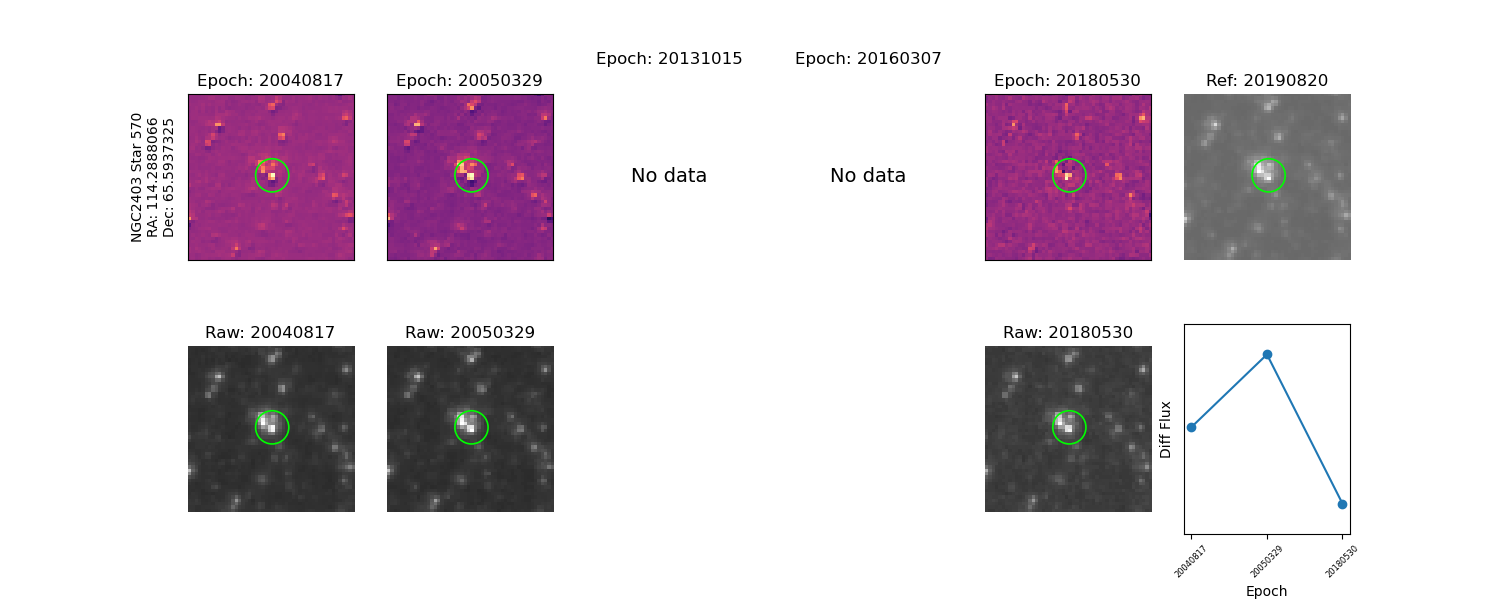 Epoch: 20040817
Epoch: 20050329
Epoch: 20131015
Epoch: 20160307
Epoch: 20180530
Ref: 20190820
NGC2403 Star 570
RA: 114.2888066
Dec: 65.5937325
No data
No data
Raw: 20040817
Raw: 20050329
Raw: 20180530
Diff Flux
20040817
20050329
20180530
Epoch